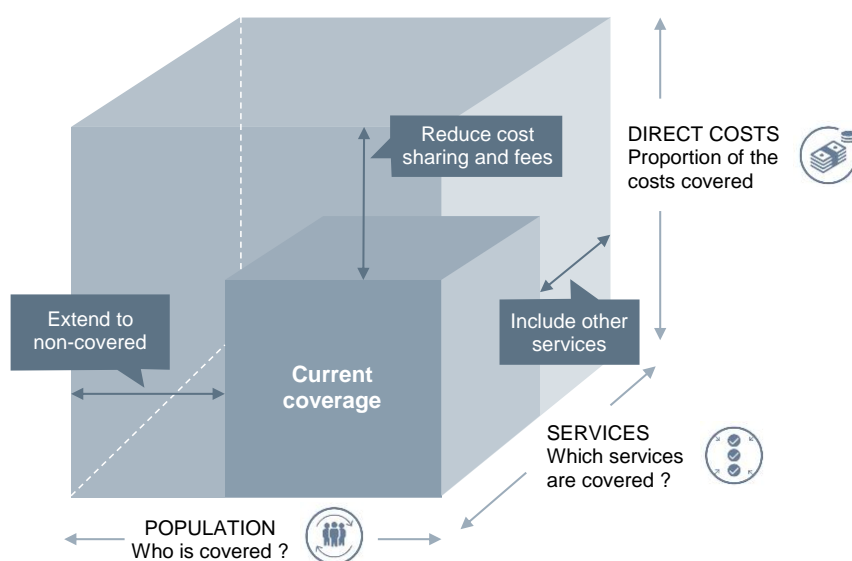 Reduce cost
sharing and fees
DIRECT COSTS
Proportion of the
costs covered
Extend to
non-covered
Include other
services
Current
coverage
SERVICES
Which services
are covered ?
POPULATION
Who is covered ?